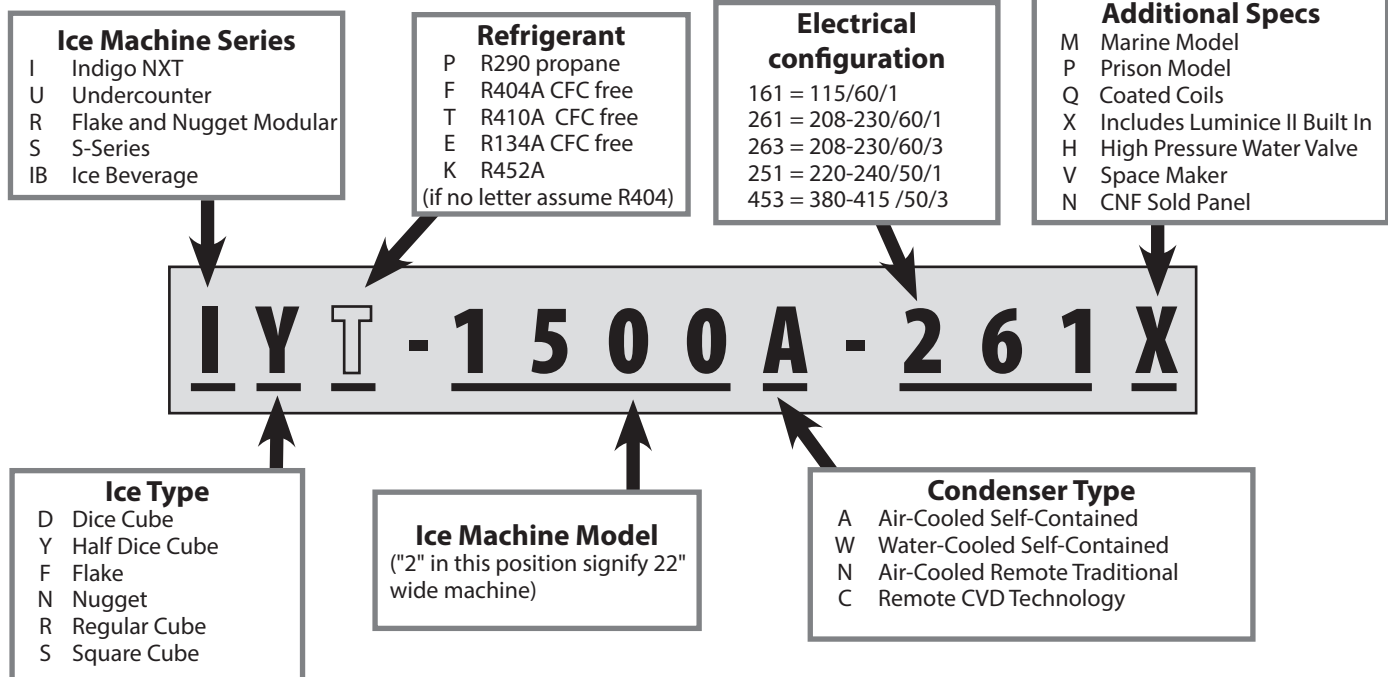 Ice Machine Series
I Indigo NXT
U Undercounter
R Flake and Nugget Modular
S S-Series
IB Ice Beverage
Refrigerant
P R290 propane
F R404A CFC free
T R410A CFC free
E R134A CFC free
K R452A
(if no letter assume R404)
Electrical
configuration
161 = 115/60/1
261 = 208-230/60/1
263 = 208-230/60/3
251 = 220-240/50/1
453 = 380-415 /50/3
Additional Specs
M Marine Model
P Prison Model
Q Coated Coils
X Includes Luminice II Built In
H High Pressure Water Valve
V Space Maker
N CNF Sold Panel
I Y T - 1 5 0 0 A - 2 6 1 X
Ice Type
D Dice Cube
Y Half Dice Cube
F Flake
N Nugget
R Regular Cube
S Square Cube
Ice Machine Model
("2" in this position signify 22"
wide machine)
Condenser Type
A Air-Cooled Self-Contained
W Water-Cooled Self-Contained
N Air-Cooled Remote Traditional
C Remote CVD Technology